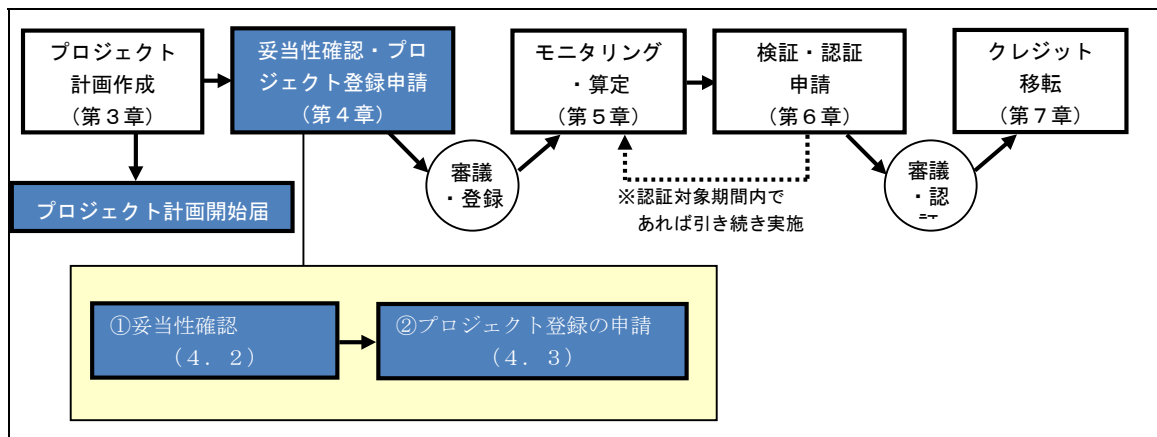 プロジェクト
計画作成
（第３章）
妥当性確認・プロ
ジェクト登録申請
（第４章）
モニタリング
・算定
（第５章）
検証・認証
申請
（第６章）
クレジット
移転
（第７章）
審議
・登録
審議
・認
プロジェクト計画開始届
※認証対象期間内で
あれば引き続き実施
①妥当性確認
（４．２）
②プロジェクト登録の申請
（４．３）